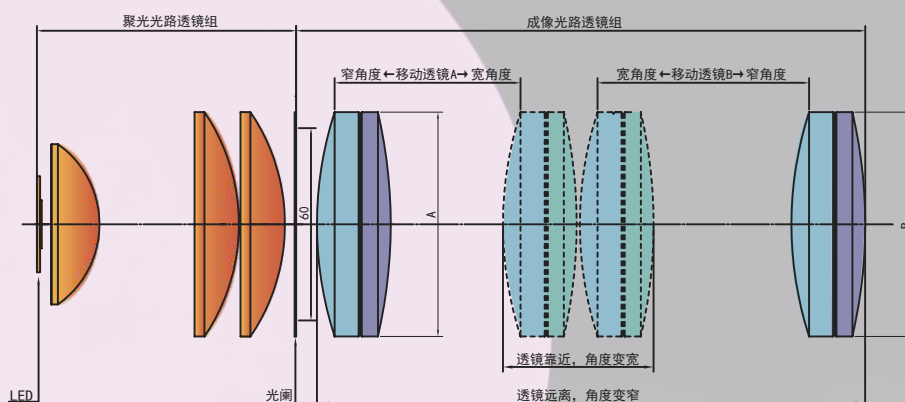 聚光光路透镜组
成像光路透镜组
窄角度←移动透镜A→宽角度
宽角度←移动透镜B→窄角度
60
A
透镜靠近，角度变宽
LED
光阑
透镜远离，角度变窄